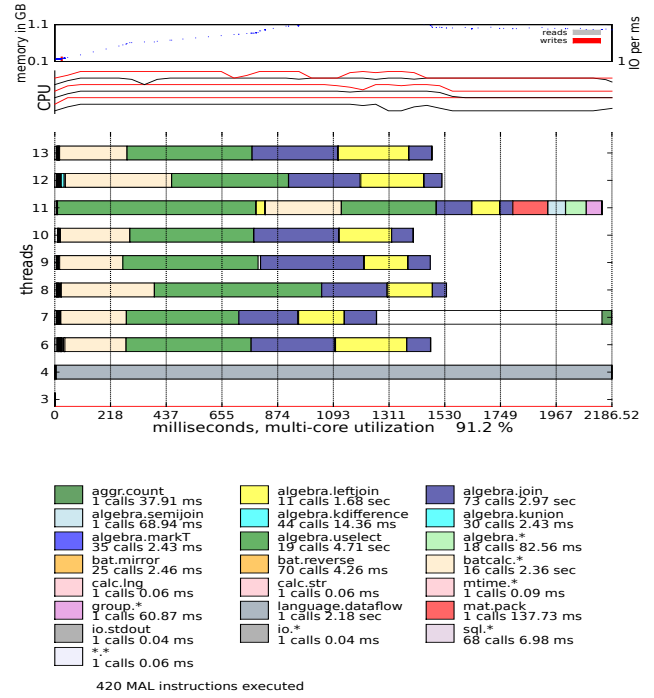 1.1
1.1
memory in GB
reads
writes
1
IO per ms
CPU
threads
13
12
11
10
9
8
7
6
4
3
0 218 437 655 874 1093 1311 1530 1749 1967 2186.52
milliseconds, multi-core utilization 91.2 %
aggr.count
1 calls 37.91 ms
algebra.leftjoin
11 calls 1.68 sec
algebra.join
73 calls 2.97 sec
algebra.semijoin
1 calls 68.94 ms
algebra.kdifference
44 calls 14.36 ms
algebra.kunion
30 calls 2.43 ms
algebra.markT
35 calls 2.43 ms
algebra.uselect
19 calls 4.71 sec
algebra.*
18 calls 82.56 ms
bat.mirror
25 calls 2.46 ms
bat.reverse
70 calls 4.26 ms
batcalc.*
16 calls 2.36 sec
calc.lng
1 calls 0.06 ms
calc.str
1 calls 0.06 ms
mtime.*
1 calls 0.09 ms
group.*
1 calls 60.87 ms
language.dataflow
1 calls 2.18 sec
mat.pack
1 calls 137.73 ms
io.stdout
1 calls 0.04 ms
io.*
1 calls 0.04 ms
sql.*
68 calls 6.98 ms
*.*
1 calls 0.06 ms
420 MAL instructions executed